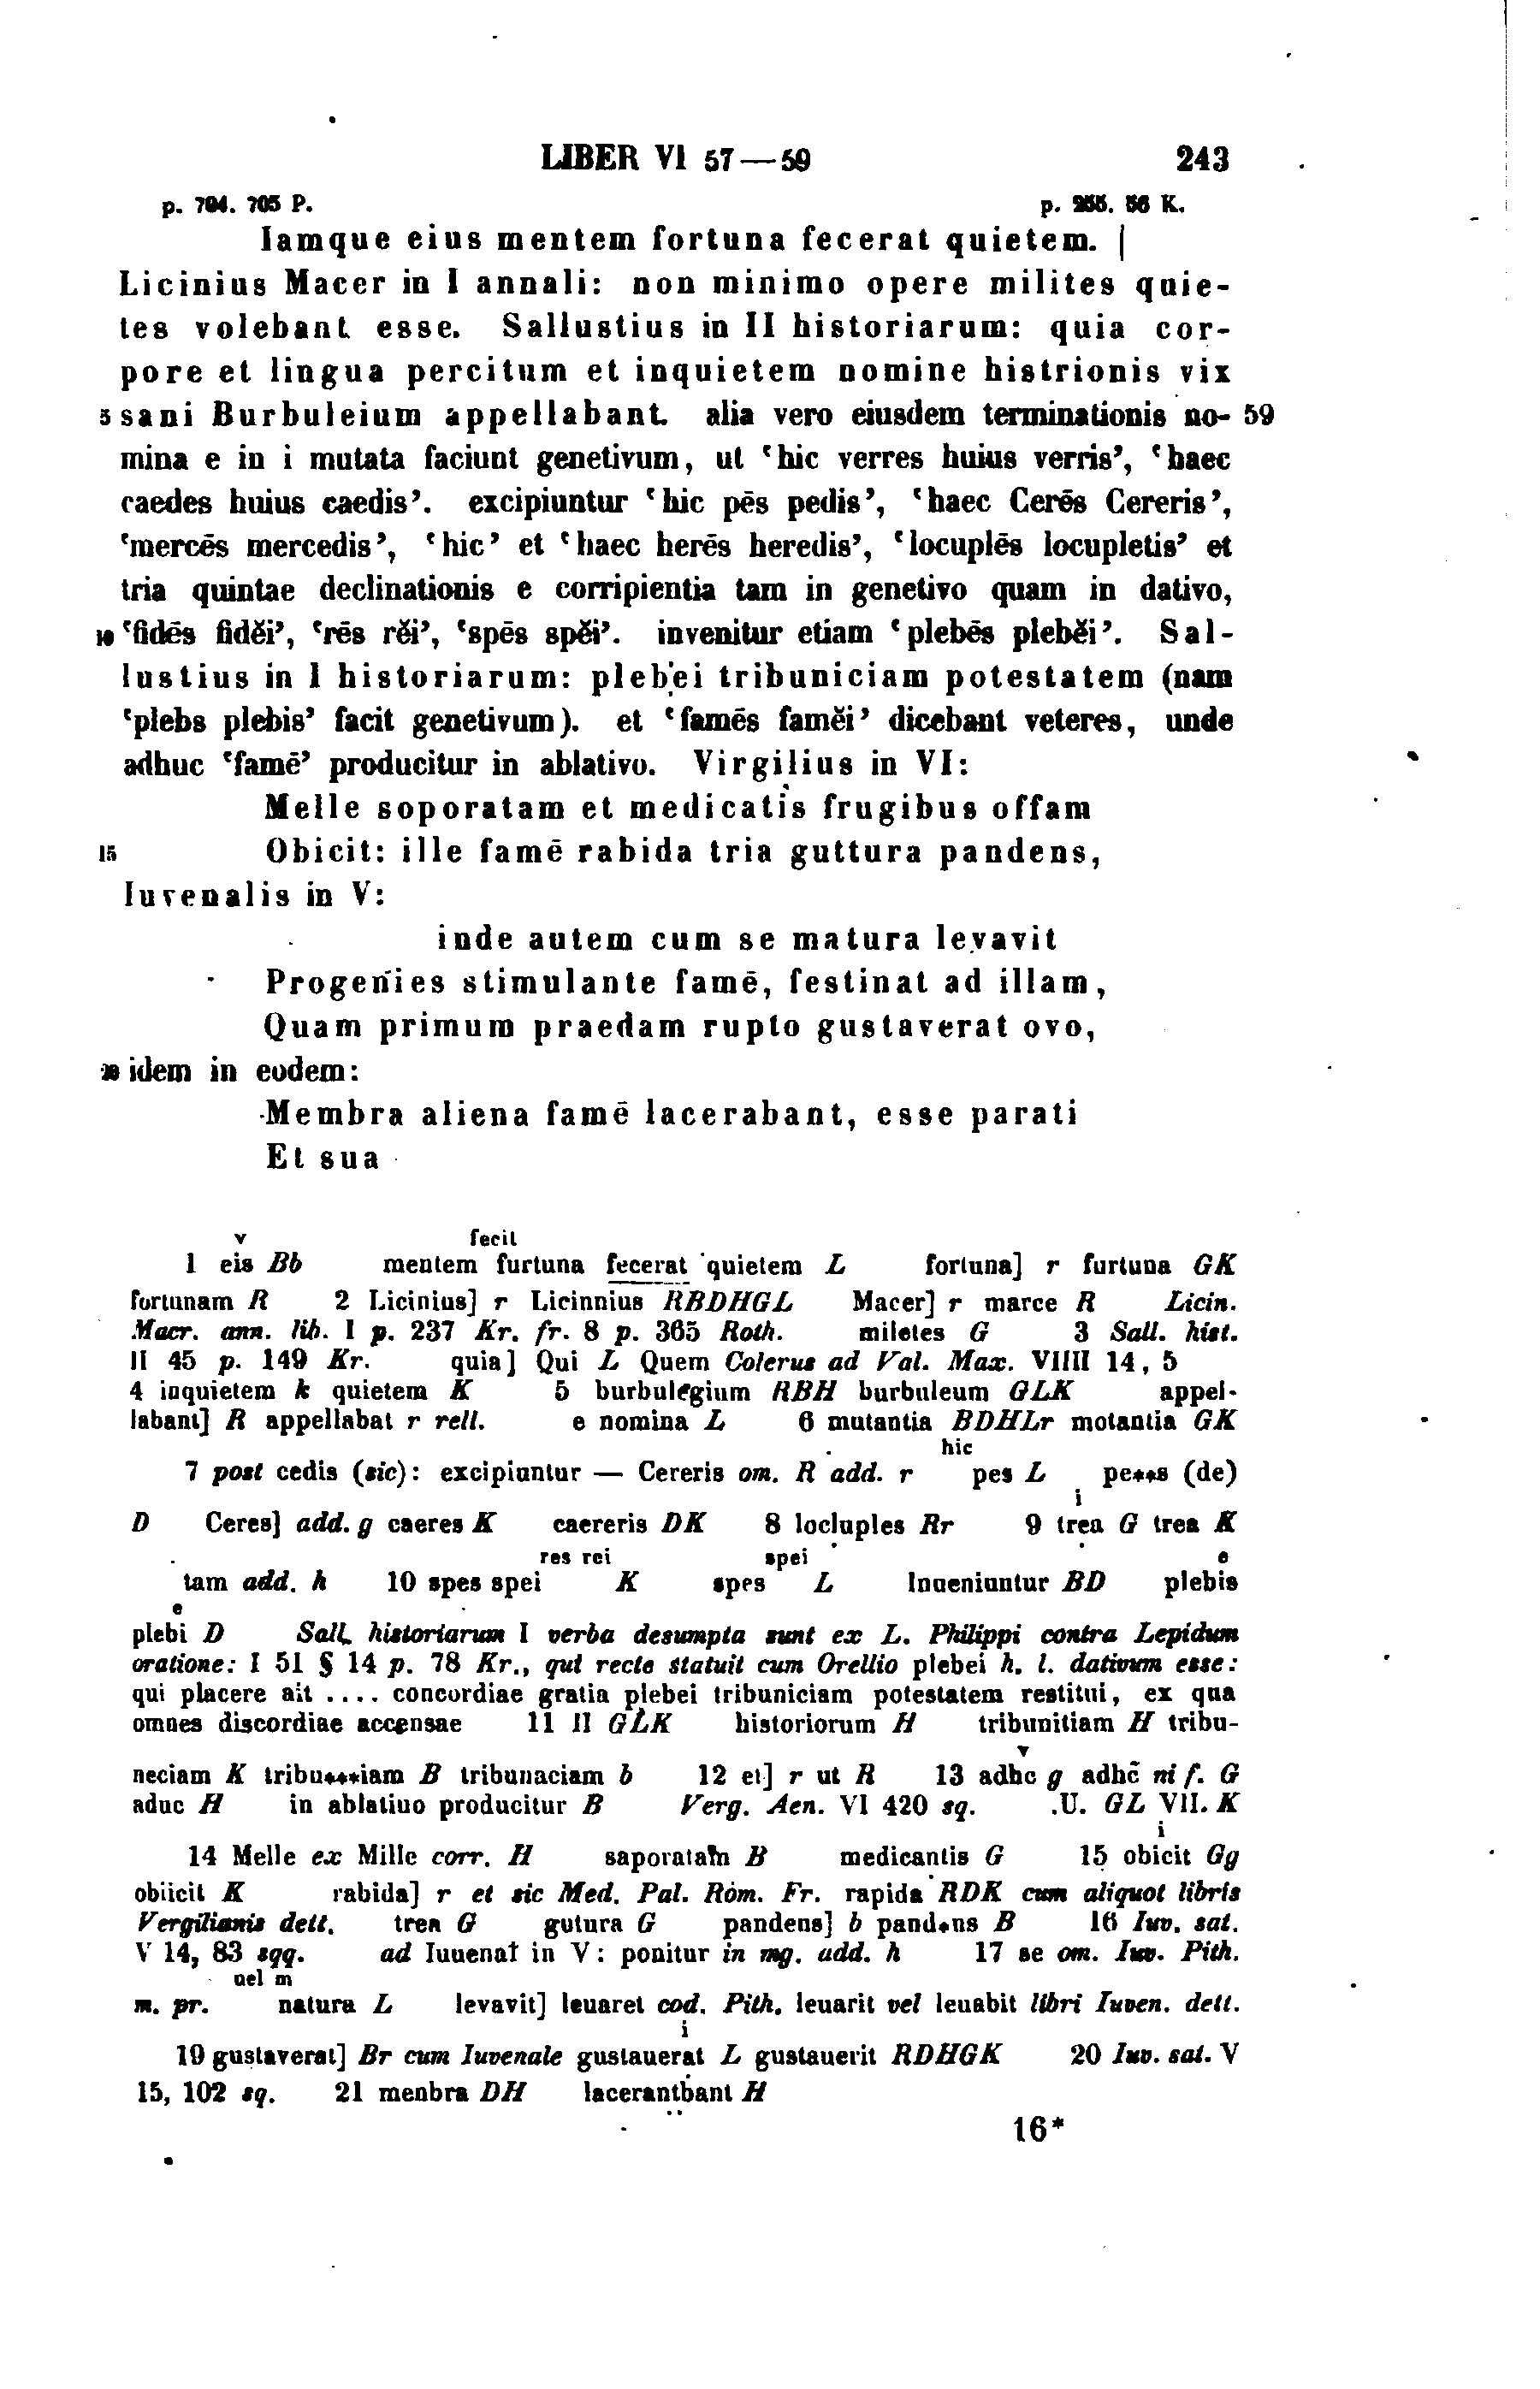 LIBER VI 57—59 243
p. 704. 705 P. p. 255. 56 K.
Iamque eius mentem fortuna fecerat quietem. |
Licinius Macer in I annali: non minimo opere milites quie-
tes volebant esse. Sallustius in II historiarum: quia cor-
pore et lingua percitum et inquietem nomine histrionis vix
5 sani Burbuleium appellabant. alia vero eiusdem terminationis no- 59
mina e in i mutata faciunt genetivum, ut ‘hic verres huius verris’, ‘haec
caedes huius caedis’. excipiuntur ‘hic pēs pedis’, ‘haec Cerēs Cereris’,
‘mercēs mercedis’, ‘hic’ et ‘haec herēs heredis’, ‘locuplēs locupletis’ et
tria quintae declinationis e corripientia tam in genetivo quam in dativo,
10 ‘fidēs fidĕi’, ‘rēs rĕi’, ‘spēs spĕi’. invenitur etiam ‘plebēs plebĕi’. Sal-
lustius in I historiarum: plebei tribuniciam potestatem (nam
‘plebs plebis’ facit genetivum). et ‘famēs famĕi’ dicebant veteres, unde
adhuc ‘famē’ producitur in ablativo. Virgilius in VI:
Melle soporatam et medicatis frugibus offam
15 Obicit: ille famē rabida tria guttura pandens,
Iuvenalis in V:
inde autem cum se matura levavit
Progenies stimulante famē, festinat ad illam,
Quam primum praedam rupto gustaverat ovo,
20 idem in eodem:
Membra aliena famē lacerabant, esse parati
Et sua
v fecit
1 eis Bb mentem furtuna fecerat quietem L fortuna] r furtuna GK
fortunam R 2 Licinius] r Licinnius RBDHGL Macer] r marce R Licin.
Macr. ann. lib. I p. 237 Kr. fr. 8 p. 365 Roth. miletes G 3 Sall. hist.
II 45 p. 149 Kr. quia] Qui L Quem Colerus ad Val. Max. VIIII 14, 5
4 inquietem k quietem K 5 burbulegium RBH burbuleum GLK appel-
labant] R appellabat r rell. e nomina L 6 mutantia BDHLr motantia GK
hic
7 post cedis (sic): excipiuntur — Cereris om. R add. r pes L pe**s (de)
i
D Ceres] add. g caeres K caereris DK 8 locluples Rr 9 trea G trea K
res rei spei e
tam add. h 10 spes spei K spes L Inueniuntur BD plebis
e
plebi D Sall. historiarum I verba desumpta sunt ex L. Philippi contra Lepidum
oratione: I 51 § 14 p. 78 Kr., qui recte statuit cum Orellio plebei h. l. dativum esse:
qui placere ait .... concordiae gratia plebei tribuniciam potestatem restitui, ex qua
omnes discordiae accensae 11 II GLK historiorum H tribunitiam H tribu-
v
neciam K tribu***iam B tribunaciam b 12 et] r ut R 13 adhc g adhc̄ ni f. G
aduc H in ablatiuo producitur B Verg. Aen. VI 420 sq. .U. GL VII. K
i
14 Melle ex Mille corr. H saporatam B medicantis G 15 obicit Gg
obiicit K rabida] r et sic Med. Pal. Rom. Fr. rapida RDK cum aliquot libris
Vergilianis dett. trea G gutura G pandens] b pand*ns B 16 Iuv. sat.
V 14, 83 sqq. ad Iuuenat in V: ponitur in mg. add. h 17 se om. Iuv. Pith.
uel m
m. pr. natura L levavit] leuaret cod. Pith. leuarit vel leuabit libri Iuven. dett.
i
19 gustaverat] Br cum Iuvenale gustauerat L gustauerit RDHGK 20 Iuv. sat. V
15, 102 sq. 21 menbra DH lacerantbant H
16*